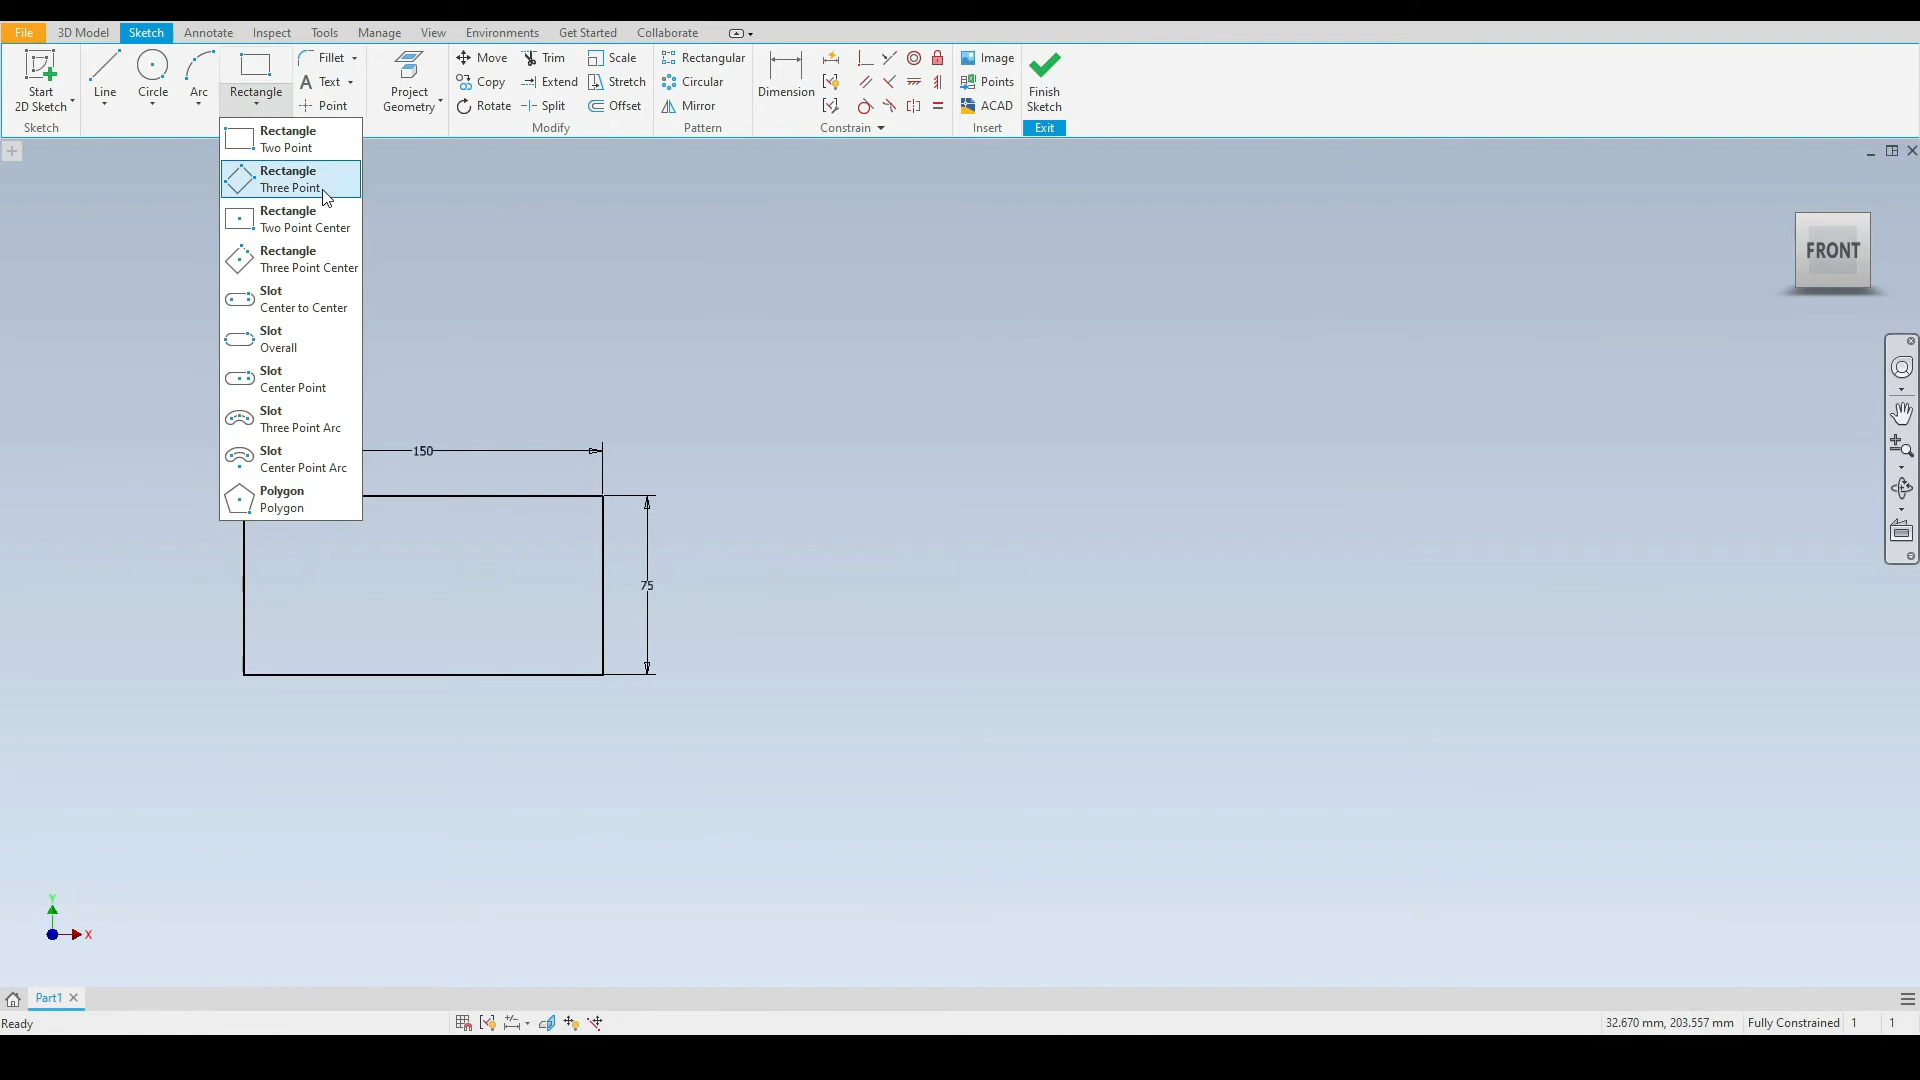 File 3D Model Sketch Annotate Inspect Tools Manage View Environments Get Started Collaborate
Start
2D Sketch
Line
Circle
Arc
Rectangle
Fillet
Text
Point
Project
Geometry
Move
Copy
Rotate
Trim
Extend
Split
Scale
Stretch
Offset
Rectangular
Circular
Mirror
Dimension
Image
Points
ACAD
Finish
Sketch
Sketch
Modify
Pattern
Constrain
Insert
Exit
Rectangle
Two Point
Rectangle
Three Point
Rectangle
Two Point Center
Rectangle
Three Point Center
Slot
Center to Center
Slot
Overall
Slot
Center Point
Slot
Three Point Arc
Slot
Center Point Arc
Polygon
Polygon
FRONT
150
75
Y
X
Part1
Ready
32.670 mm, 203.557 mm Fully Constrained 1 1